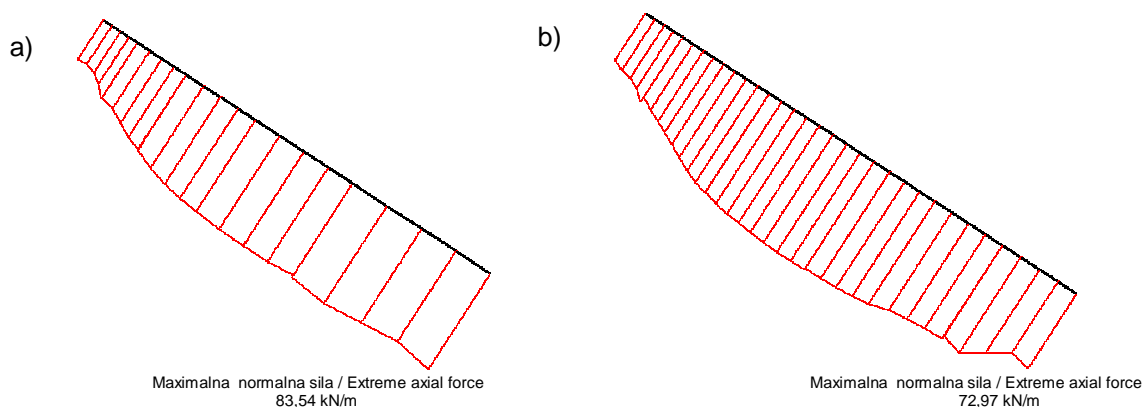 a)
b)
Maximalna normalna sila / Extreme axial force
83,54 kN/m
Maximalna normalna sila / Extreme axial force
72,97 kN/m